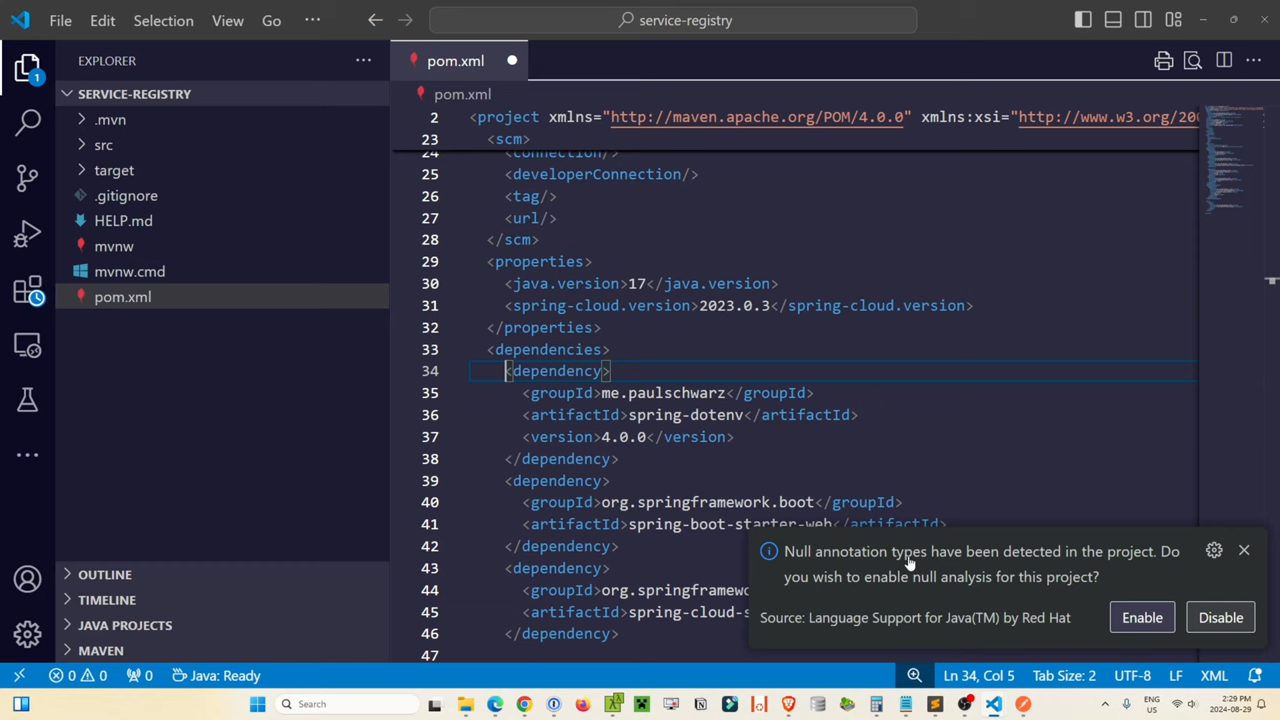 File Edit Selection View Go ··· service-registry
EXPLORER ···
SERVICE-REGISTRY
.mvn
src
target
.gitignore
HELP.md
mvnw
mvnw.cmd
pom.xml
OUTLINE
TIMELINE
JAVA PROJECTS
MAVEN
1
pom.xml
pom.xml
2 <project xmlns="http://maven.apache.org/POM/4.0.0" xmlns:xsi="http://www.w3.org/200
23 <scm>
24 <connection/>
25 <developerConnection/>
26 <tag/>
27 <url/>
28 </scm>
29 <properties>
30 <java.version>17</java.version>
31 <spring-cloud.version>2023.0.3</spring-cloud.version>
32 </properties>
33 <dependencies>
34 <dependency>
35 <groupId>me.paulschwarz</groupId>
36 <artifactId>spring-dotenv</artifactId>
37 <version>4.0.0</version>
38 </dependency>
39 <dependency>
40 <groupId>org.springframework.boot</groupId>
41 <artifactId>spring-boot-starter-web</artifactId>
42 </dependency>
43 <dependency>
44 <groupId>org.springframewo
45 <artifactId>spring-cloud-s
46 </dependency>
47
Null annotation types have been detected in the project. Do
you wish to enable null analysis for this project?
Source: Language Support for Java(TM) by Red Hat Enable Disable
0 0 0 Java: Ready Ln 34, Col 5 Tab Size: 2 UTF-8 LF XML
Search ENG 2:29 PM
US 2024-08-29